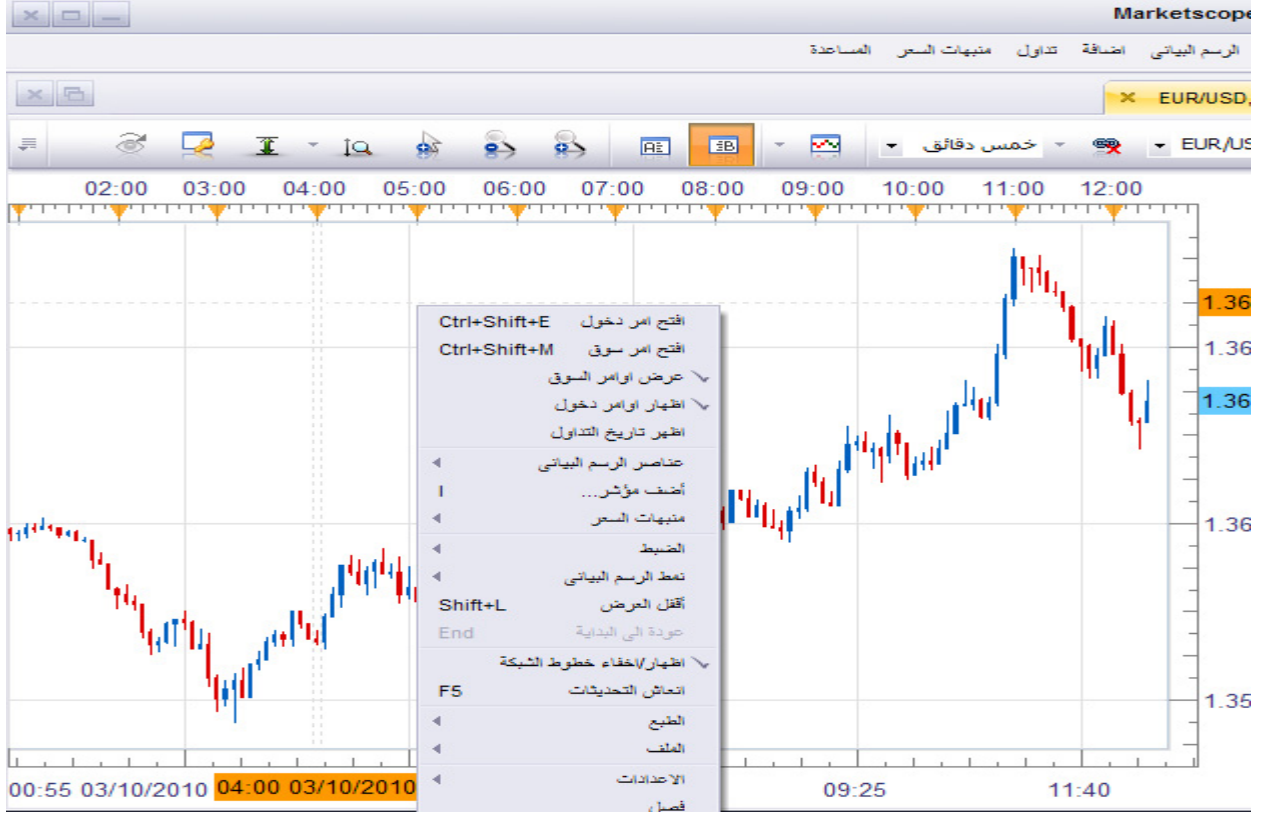 Marketscope
الرسم البياني اضافة تداول منبهات السعر المساعدة
EUR/USD,
EUR/US
خمس دقائق
02:00 03:00 04:00 05:00 06:00 07:00 08:00 09:00 10:00 11:00 12:00
1.36
1.36
1.36
1.36
1.35
افتح امر دخول Ctrl+Shift+E
افتح امر سوق Ctrl+Shift+M
عرض اوامر السوق
اظهار اوامر دخول
اظهر تاريخ التداول
عناصر الرسم البياني
أضف مؤشر... I
منبهات السعر
الضبط
نمط الرسم البياني
أقفل العرض Shift+L
عودة الى البداية End
اظهار/اخفاء خطوط الشبكة
انعاش التحديثات F5
الطبع
الملف
الاعدادات
فصل
00:55 03/10/2010 04:00 03/10/2010 09:25 11:40